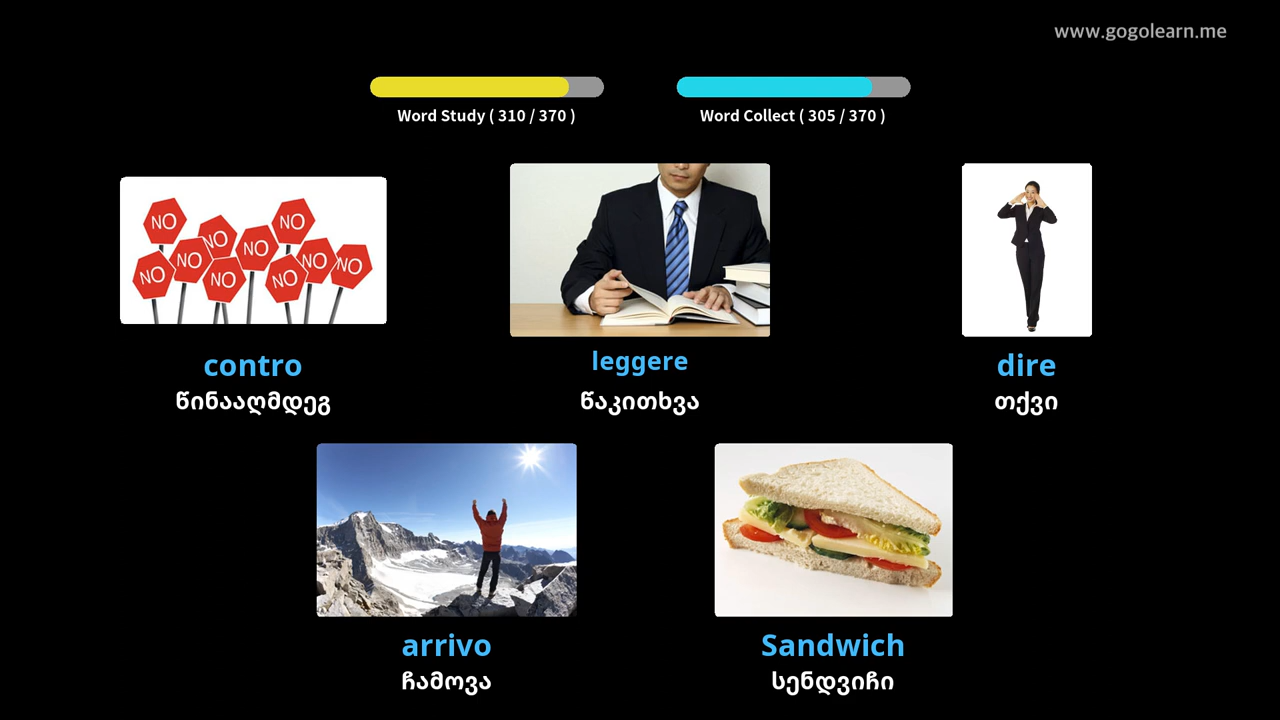 www.gogolearn.me
Word Study ( 310 / 370 )
Word Collect ( 305 / 370 )
NO NO NO NO NO NO NO NO NO NO
contro
წინააღმდეგ
leggere
წაკითხვა
dire
თქვი
arrivo
ჩამოვა
Sandwich
სენდვიჩი